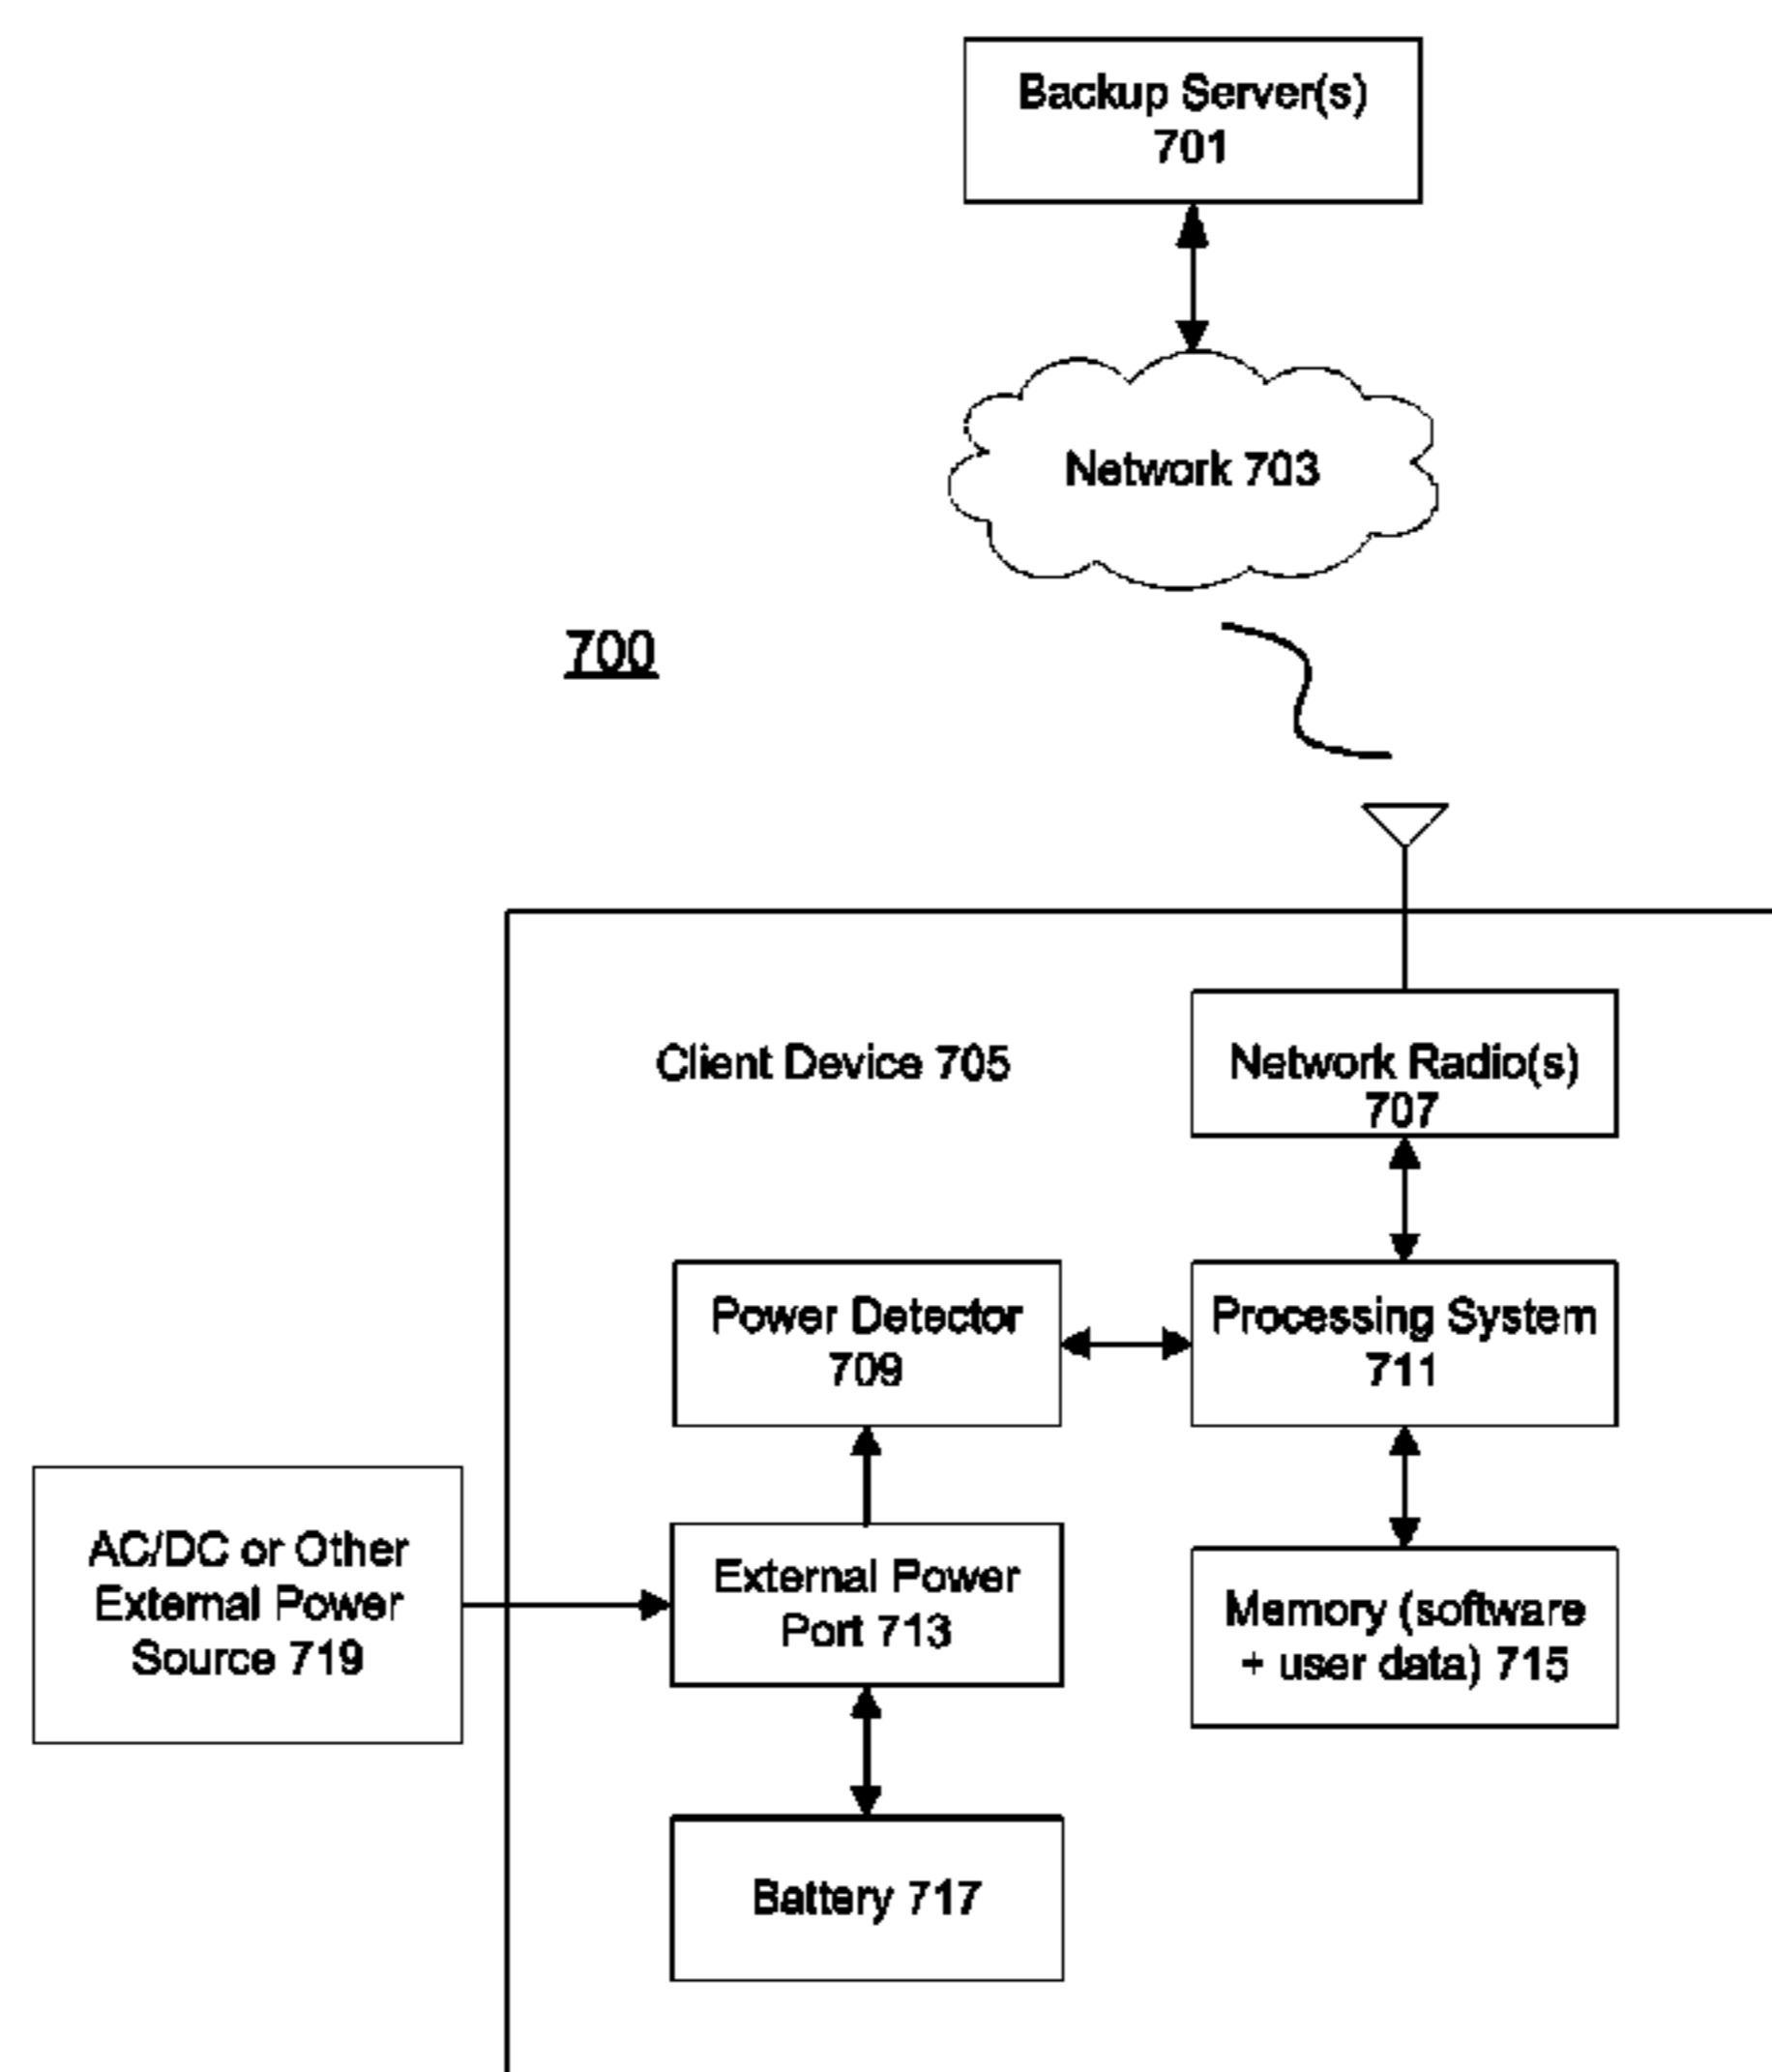 Backup Server(s)
701
Network 703
700
Client Device 705
Network Radio(s)
707
Power Detector
709
Processing System
711
AC/DC or Other
External Power
Source 719
External Power
Port 713
Memory (software
+ user data) 715
Battery 717